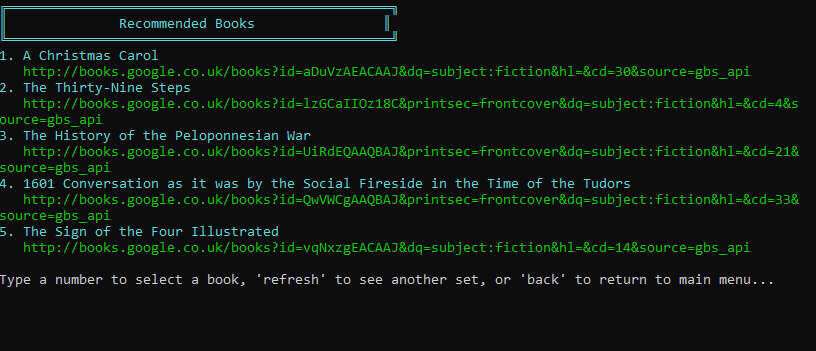 Recommended Books
1. A Christmas Carol
http://books.google.co.uk/books?id=aDuVzAEACAAJ&dq=subject:fiction&hl=&cd=30&source=gbs_api
2. The Thirty-Nine Steps
http://books.google.co.uk/books?id=lzGCaIIOz18C&printsec=frontcover&dq=subject:fiction&hl=&cd=4&s
ource=gbs_api
3. The History of the Peloponnesian War
http://books.google.co.uk/books?id=UiRdEQAAQBAJ&printsec=frontcover&dq=subject:fiction&hl=&cd=21&
source=gbs_api
4. 1601 Conversation as it was by the Social Fireside in the Time of the Tudors
http://books.google.co.uk/books?id=QwVWCgAAQBAJ&printsec=frontcover&dq=subject:fiction&hl=&cd=33&
source=gbs_api
5. The Sign of the Four Illustrated
http://books.google.co.uk/books?id=vqNxzgEACAAJ&dq=subject:fiction&hl=&cd=14&source=gbs_api
Type a number to select a book, 'refresh' to see another set, or 'back' to return to main menu...